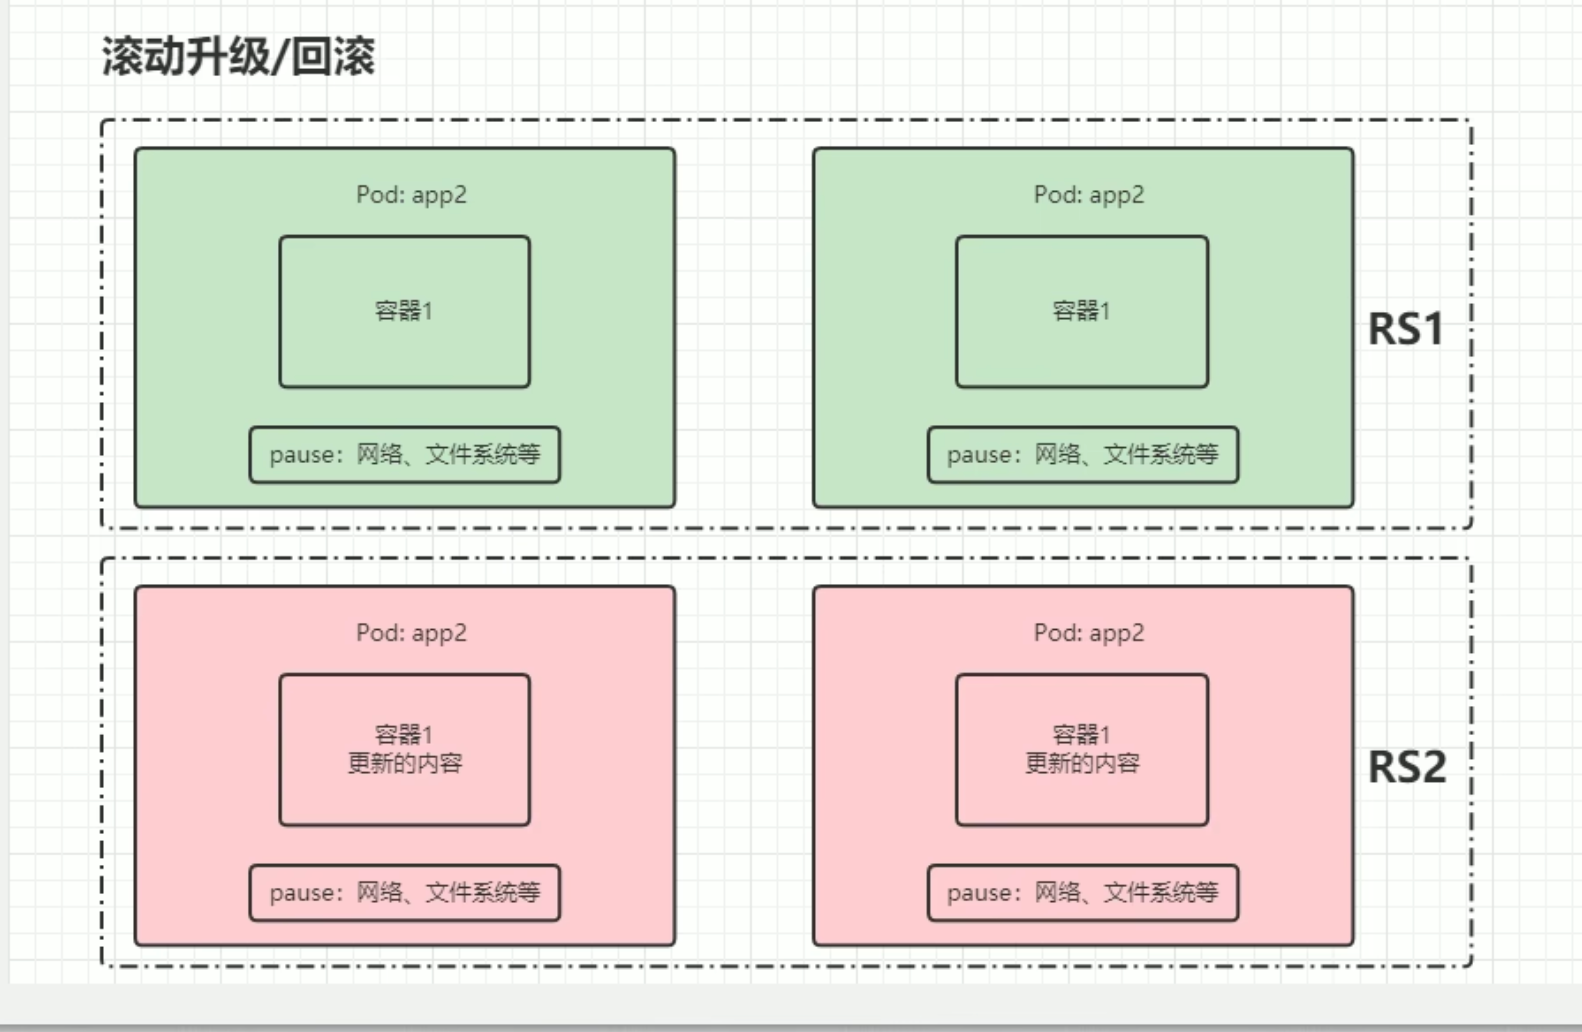 滚动升级/回滚
Pod: app2
Pod: app2
容器1
容器1
RS1
pause：网络、文件系统等
pause：网络、文件系统等
Pod: app2
Pod: app2
容器1
更新的内容
容器1
更新的内容
RS2
pause：网络、文件系统等
pause：网络、文件系统等